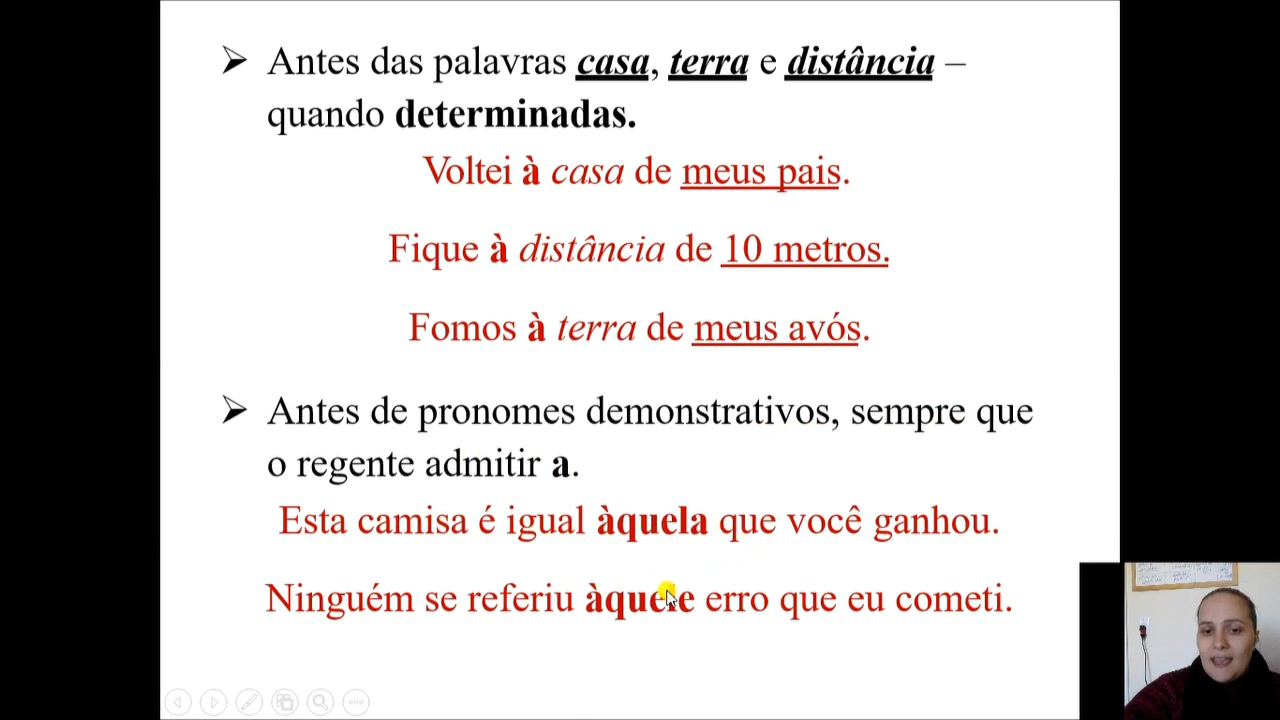 Antes das palavras casa, terra e distância –
quando determinadas.
Voltei à casa de meus pais.
Fique à distância de 10 metros.
Fomos à terra de meus avós.
Antes de pronomes demonstrativos, sempre que
o regente admitir a.
Esta camisa é igual àquela que você ganhou.
Ninguém se referiu àquele erro que eu cometi.